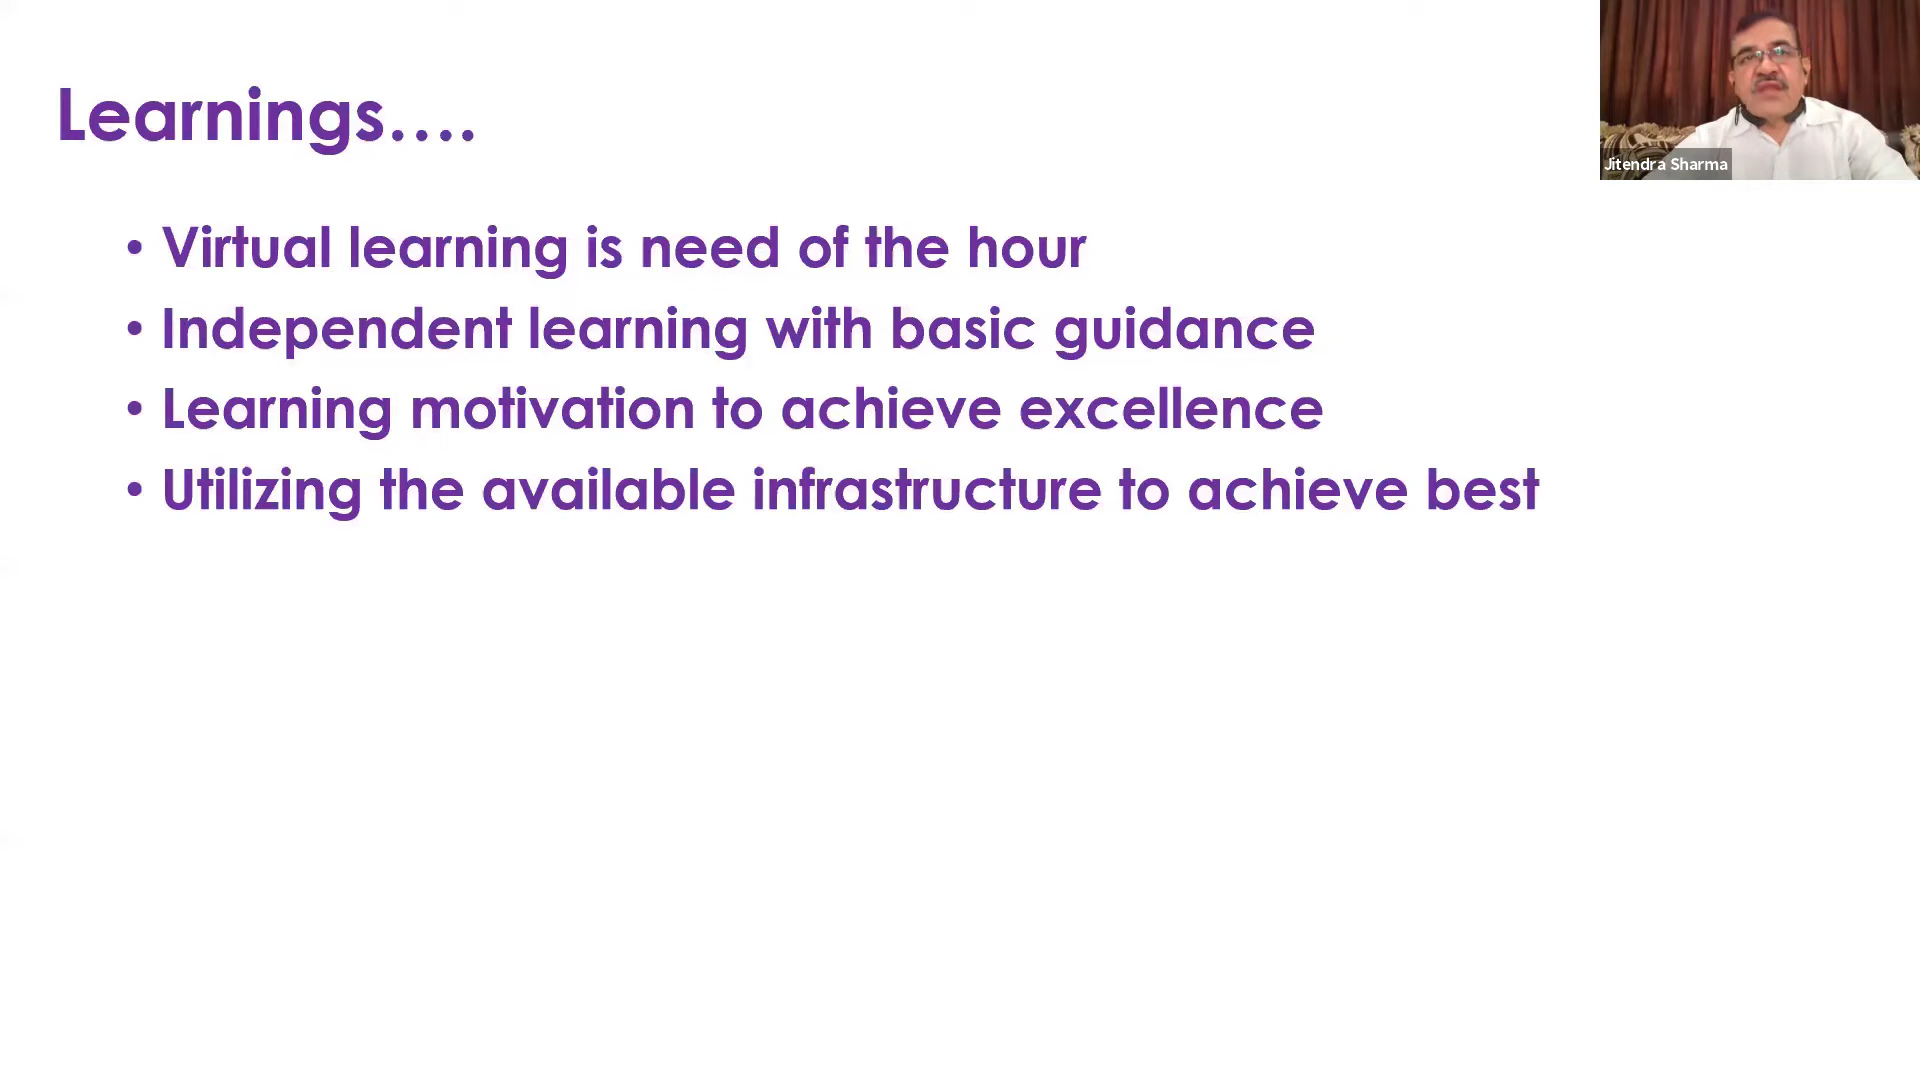 Learnings....
• Virtual learning is need of the hour
• Independent learning with basic guidance
• Learning motivation to achieve excellence
• Utilizing the available infrastructure to achieve best
Jitendra Sharma